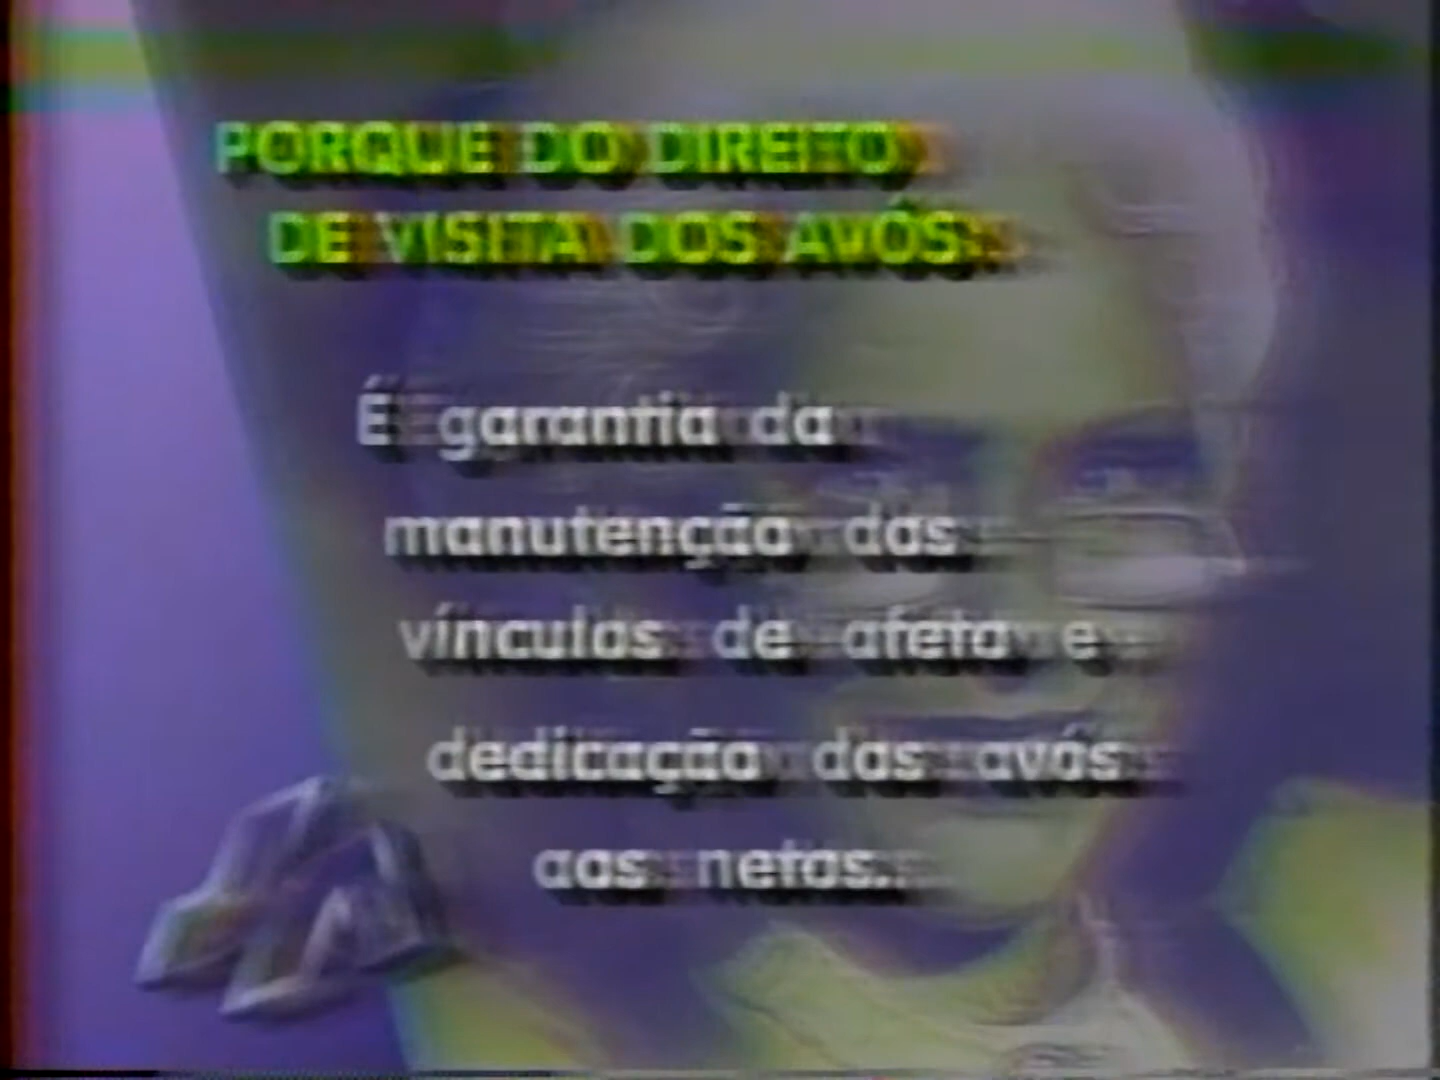 PORQUE DO DIREITO
DE VISITA DOS AVÓS:
É garantia da
manutenção dos
vínculos de afeto e
dedicação dos avós
aos netos.